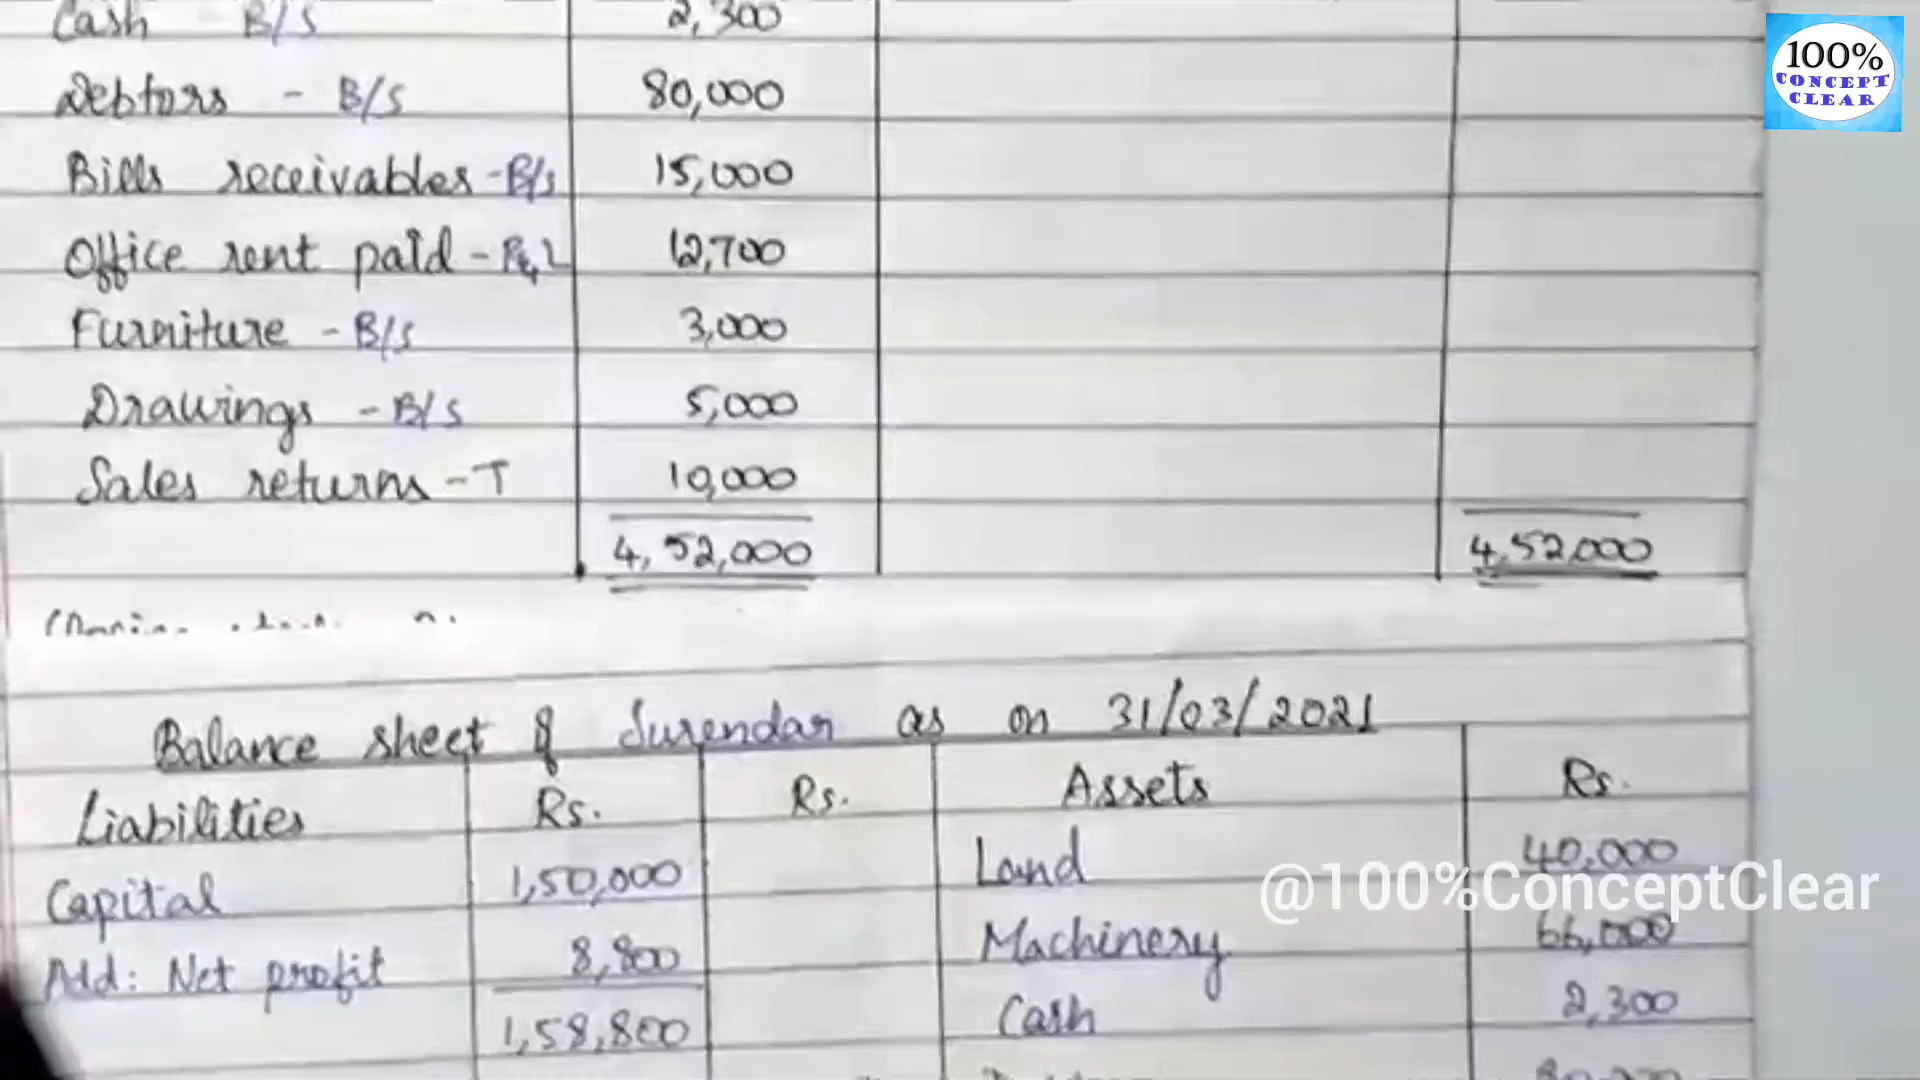 Cash B/S 2,300
Debtors - B/S 80,000
Bills receivables - B/S 15,000
Office rent paid - P&L 12,700
Furniture - B/S 3,000
Drawings - B/S 5,000
Sales returns - T 10,000
4,52,000 4,52,000
Balance sheet of Surendar as on 31/03/2021
Liabilities Rs. Rs. Assets Rs.
Capital 1,50,000 Land 40,000
Add: Net profit 8,800 Machinery 66,000
1,58,800 Cash 2,300
100%
CONCEPT
CLEAR
@100%ConceptClear